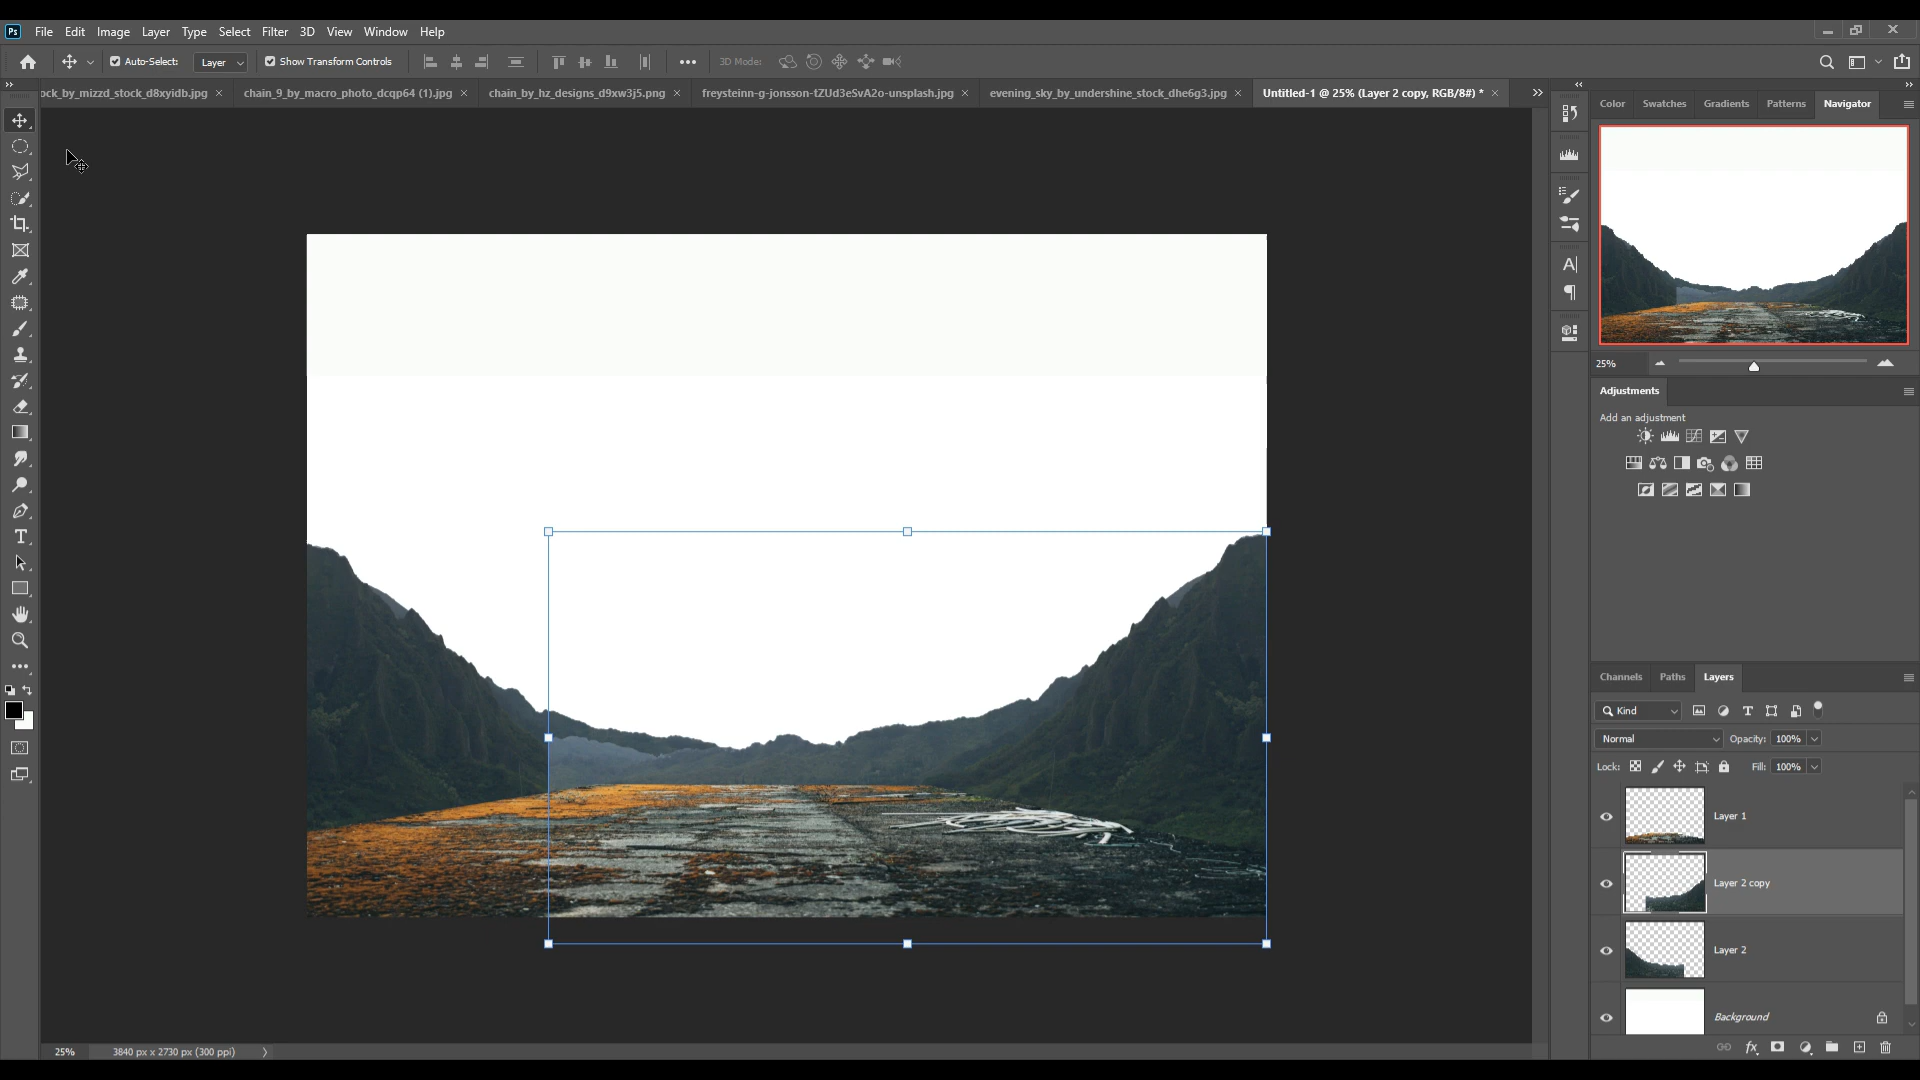 Ps File Edit Image Layer Type Select Filter 3D View Window Help
Auto-Select: Layer Show Transform Controls 3D Mode:
ock_by_mizzd_stock_d8xyidb.jpg chain_9_by_macro_photo_dcqp64 (1).jpg chain_by_hz_designs_d9xw3j5.png freysteinn-g-jonsson-tZUd3eSvA2o-unsplash.jpg evening_sky_by_undershine_stock_dhe6g3.jpg Untitled-1 @ 25% (Layer 2 copy, RGB/8#) *
Color Swatches Gradients Patterns Navigator
25%
Adjustments
Add an adjustment
Channels Paths Layers
Kind
Normal Opacity: 100%
Lock: Fill: 100%
Layer 1
Layer 2 copy
Layer 2
Background
25% 3840 px x 2730 px (300 ppi)